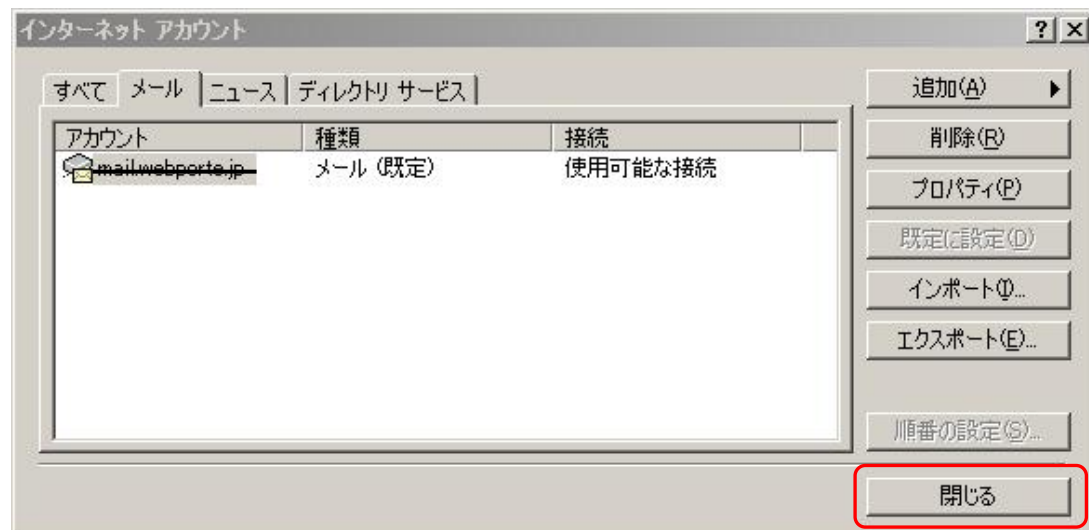 インターネット アカウント
すべて メール ニュース ディレクトリ サービス
アカウント 種類 接続
mail.webporte.jp メール (既定) 使用可能な接続
追加(A)
削除(R)
プロパティ(P)
既定に設定(D)
インポート(I)...
エクスポート(E)...
順番の設定(S)...
閉じる